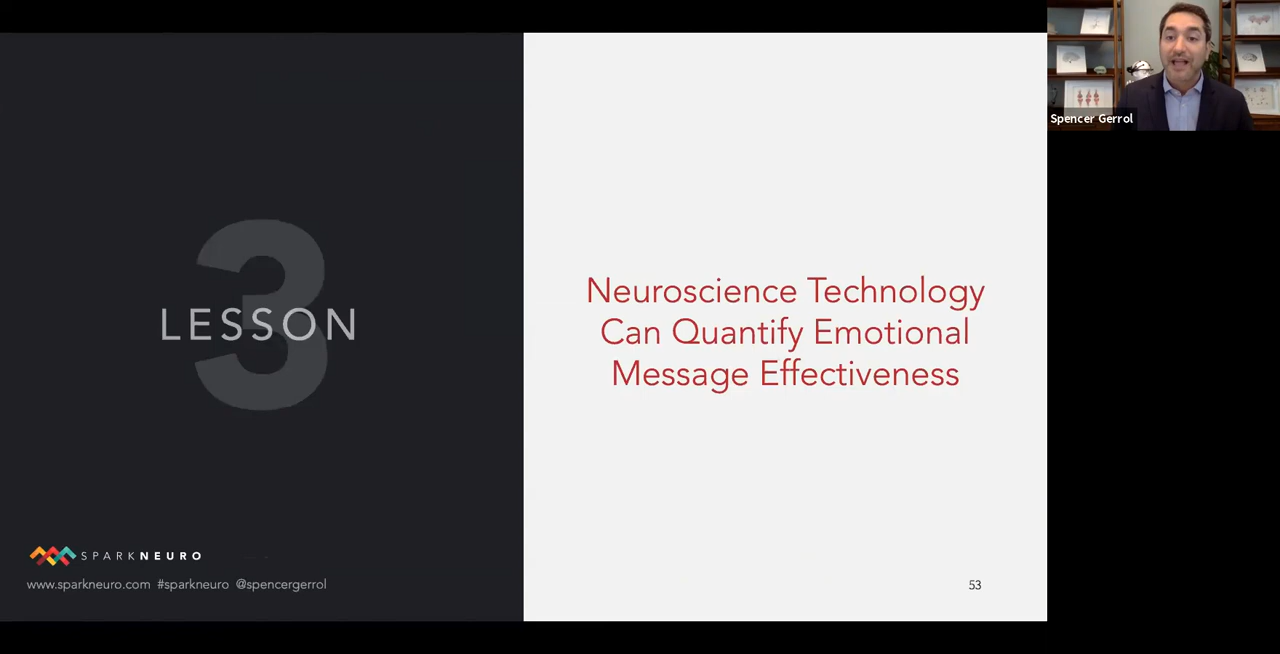 Spencer Gerrol
3
LESSON
Neuroscience Technology
Can Quantify Emotional
Message Effectiveness
SPARKNEURO
www.sparkneuro.com #sparkneuro @spencergerrol
53